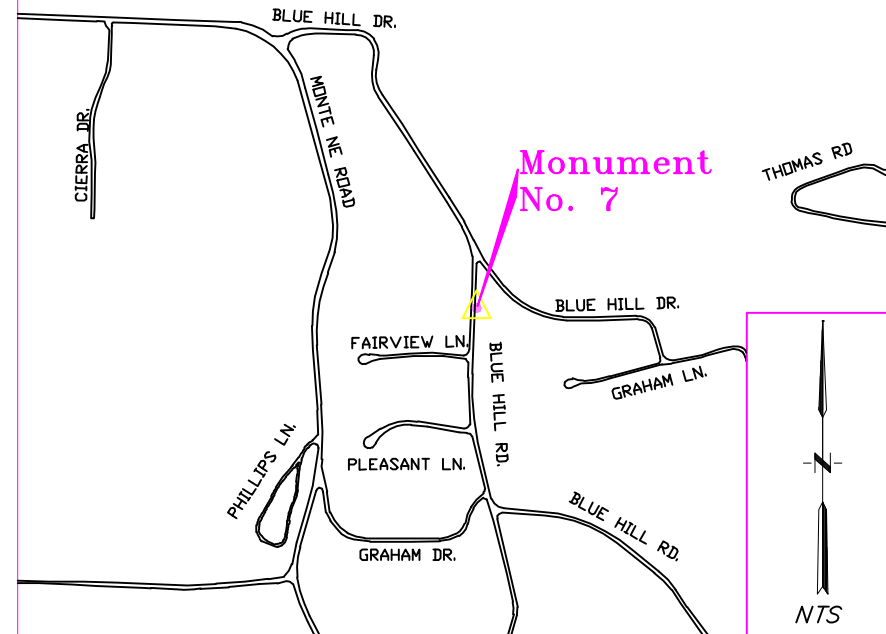 BLUE HILL DR.
MONTE NE ROAD
CIERRA DR.
Monument
No. 7
THOMAS RD
BLUE HILL DR.
FAIRVIEW LN.
BLUE HILL RD.
GRAHAM LN.
PHILLIPS LN.
PLEASANT LN.
BLUE HILL RD.
GRAHAM DR.
N
NTS